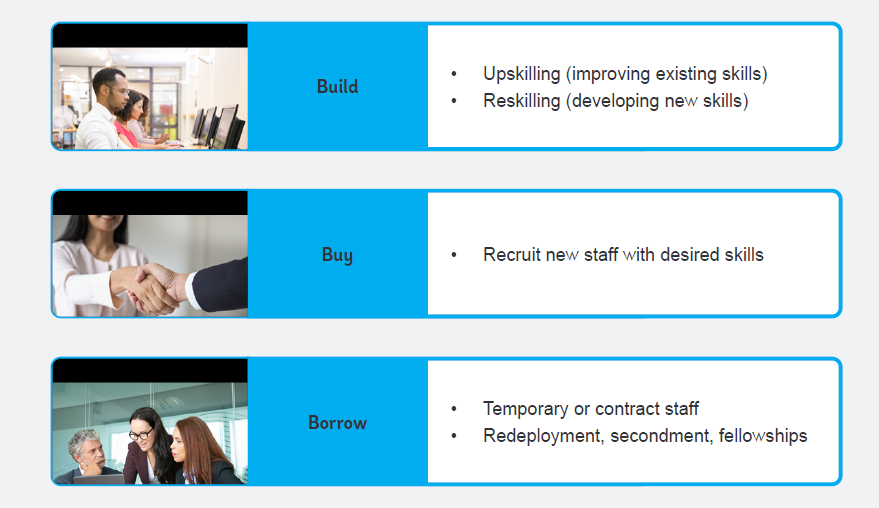 Build
• Upskilling (improving existing skills)
• Reskilling (developing new skills)
Buy
• Recruit new staff with desired skills
Borrow
• Temporary or contract staff
• Redeployment, secondment, fellowships